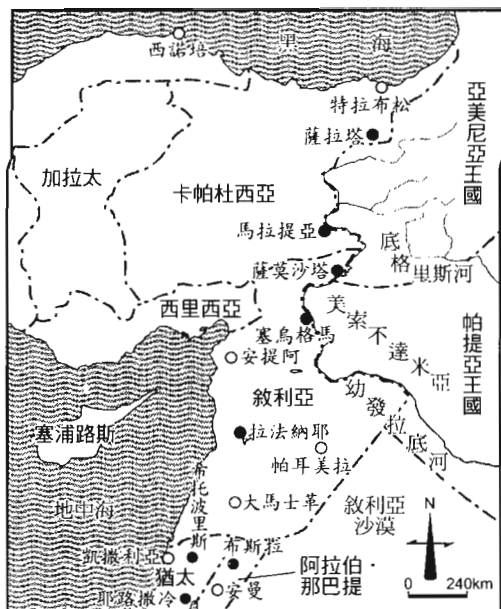 黑海
西諾培
特拉布松
薩拉塔
亞美尼亞王國
加拉太
卡帕杜西亞
馬拉提亞
底格里斯河
薩莫沙塔
西里西亞
塞烏格馬
美索不達米亞
帕提亞王國
安提阿
敘利亞
幼發拉底河
塞浦路斯
拉法納耶
帕耳美拉
希托波里斯
大馬士革
敘利亞
沙漠
地中海
凱撒利亞
布斯拉
猶太
阿拉伯·
那巴提
安曼
耶路撒冷
N
0 240km